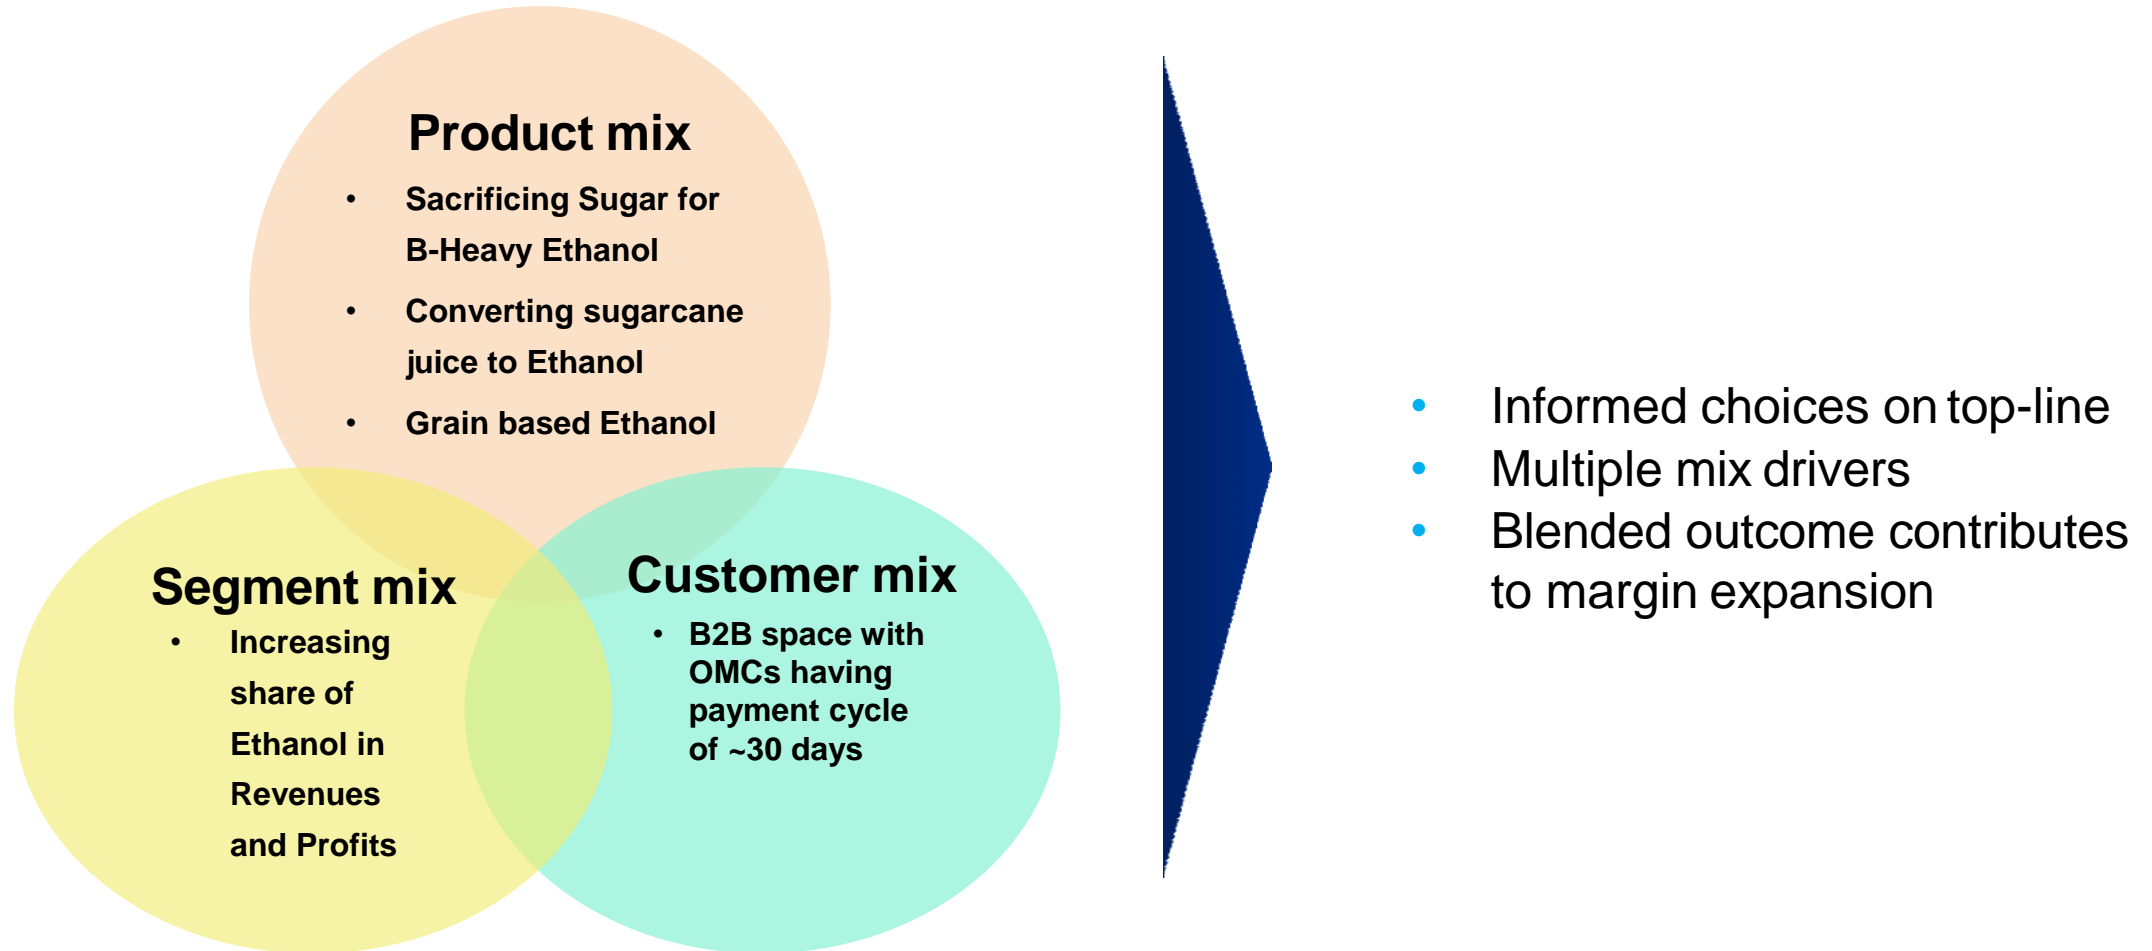 Product mix
• Sacrificing Sugar for
B-Heavy Ethanol
• Converting sugarcane
juice to Ethanol
• Grain based Ethanol
Segment mix
• Increasing
share of
Ethanol in
Revenues
and Profits
Customer mix
• B2B space with
OMCs having
payment cycle
of ~30 days
• Informed choices on top-line
• Multiple mix drivers
• Blended outcome contributes
to margin expansion